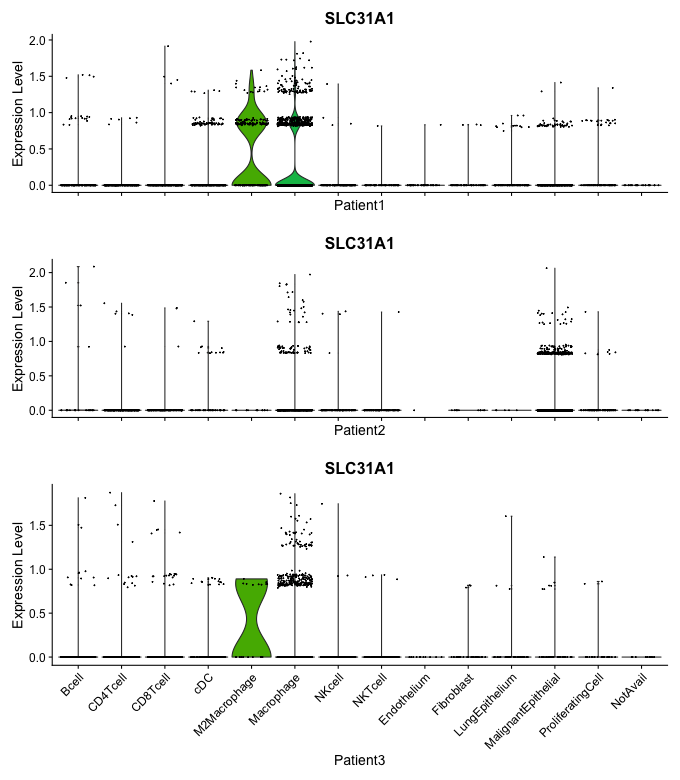 SLC31A1
Expression Level
2.0
1.5
1.0
0.5
0.0
Patient1
SLC31A1
Expression Level
2.0
1.5
1.0
0.5
0.0
Patient2
SLC31A1
Expression Level
1.5
1.0
0.5
0.0
Bcell
CD4Tcell
CD8Tcell
cDC
M2Macrophage
Macrophage
NKcell
NKTcell
Endothelium
Fibroblast
LungEpithelium
MalignantEpithelial
ProliferatingCell
NotAvail
Patient3